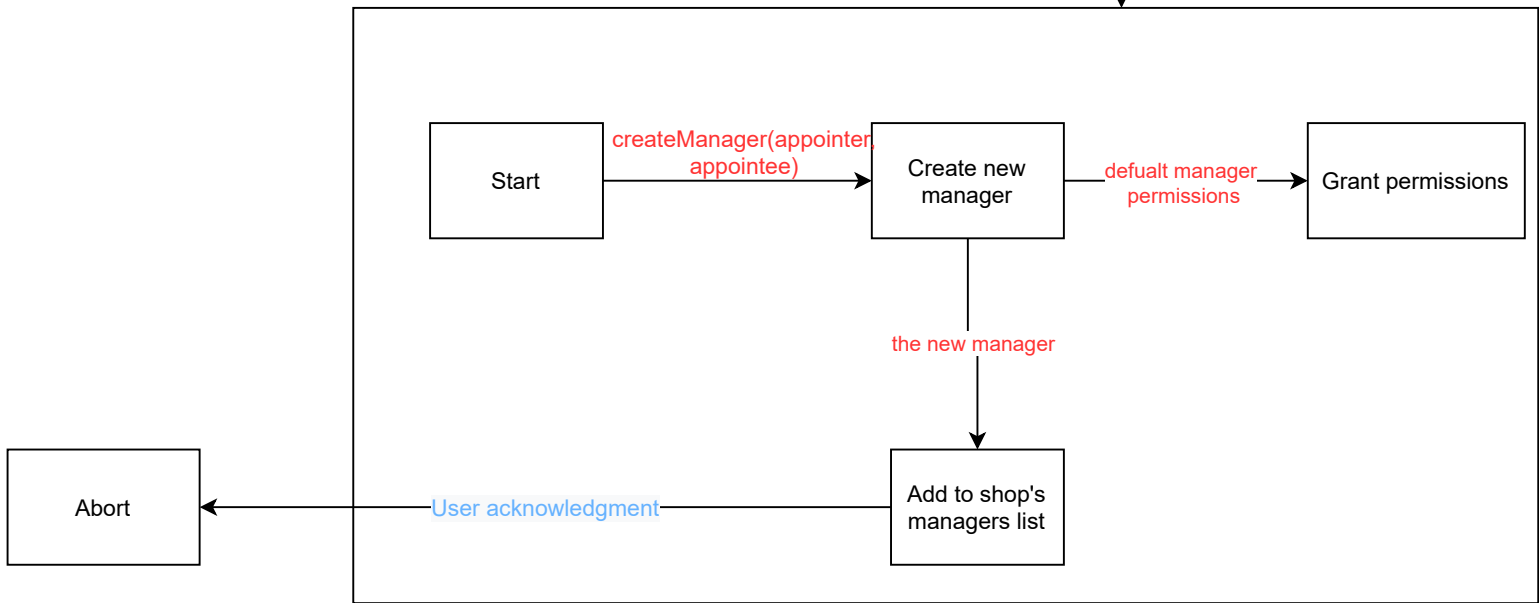 Start
createManager(appointer,
appointee)
Create new
manager
defualt manager
permissions
Grant permissions
the new manager
Abort
User acknowledgment
Add to shop's
managers list